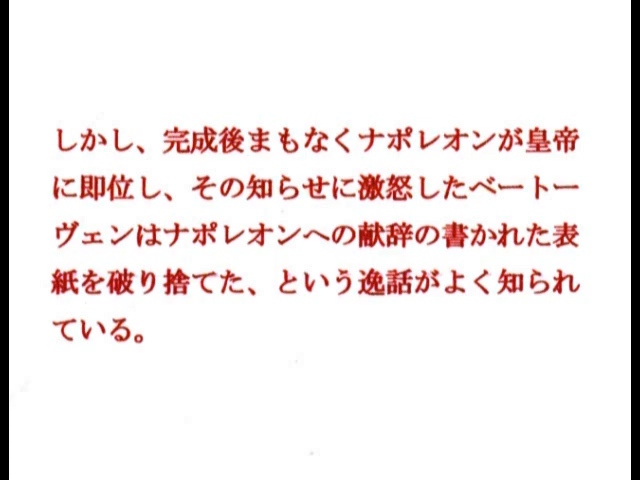 しかし、完成後まもなくナポレオンが皇帝
に即位し、その知らせに激怒したベートー
ヴェンはナポレオンへの献辞の書かれた表
紙を破り捨てた、という逸話がよく知られ
ている。